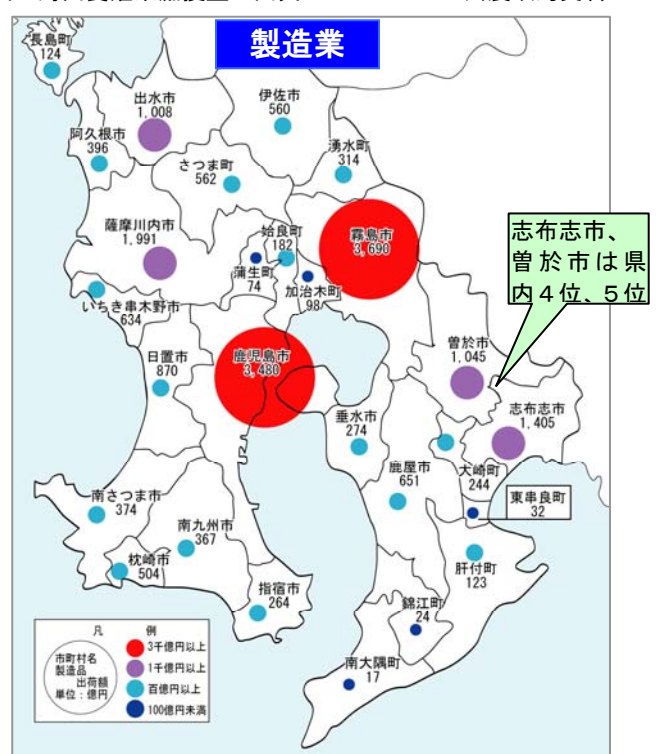 製造業
長島町
124
出水市
1,008
伊佐市
560
阿久根市
396
湧水町
314
さつま町
562
薩摩川内市
1,991
姶良町
182
霧島市
3,690
蒲生町
74
加治木町
98
志布志市、
曽於市は県
内４位、５位
いちき串木野市
634
日置市
870
鹿児島市
3,480
曽於市
1,045
垂水市
274
志布志市
1,405
鹿屋市
651
大崎町
244
東串良町
32
南さつま市
374
南九州市
367
枕崎市
504
指宿市
264
肝付町
123
錦江町
24
南大隅町
17
凡　例
市町村名
製造品
出荷額
単位：億円
3千億円以上
1千億円以上
百億円以上
100億円未満